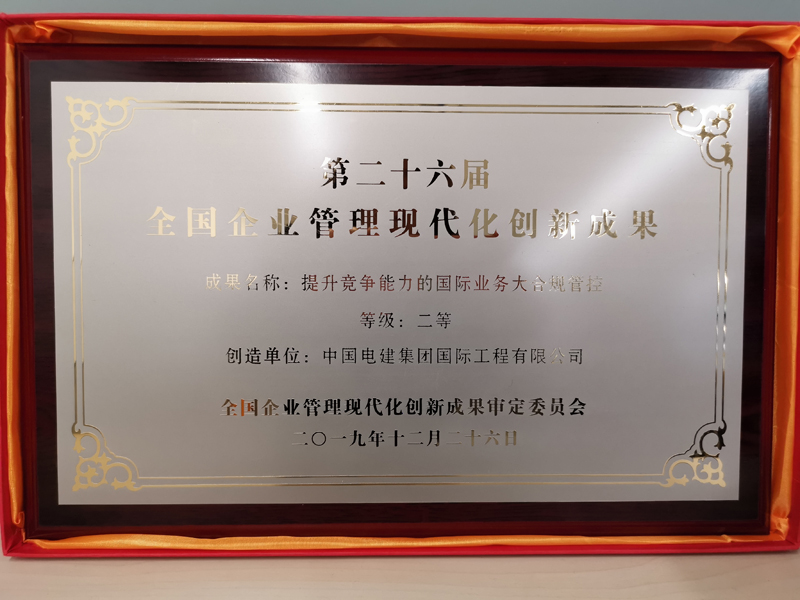 第二十六届
全国企业管理现代化创新成果
成果名称：提升竞争能力的国际业务大合规管控
等级：二等
创造单位：中国电建集团国际工程有限公司
全国企业管理现代化创新成果审定委员会
二〇一九年十二月二十六日